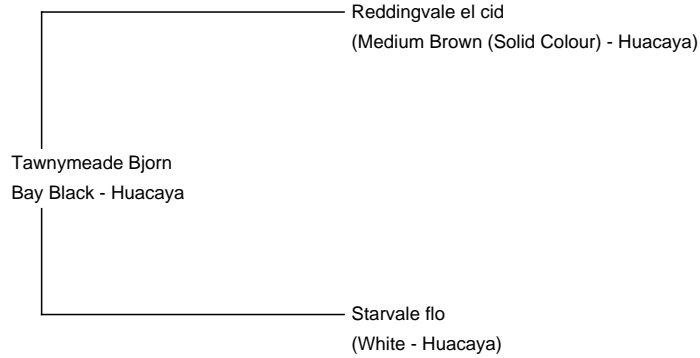 Reddingvale el cid
(Medium Brown (Solid Colour) - Huacaya)
Tawnymeade Bjorn
Bay Black - Huacaya
Starvale flo
(White - Huacaya)